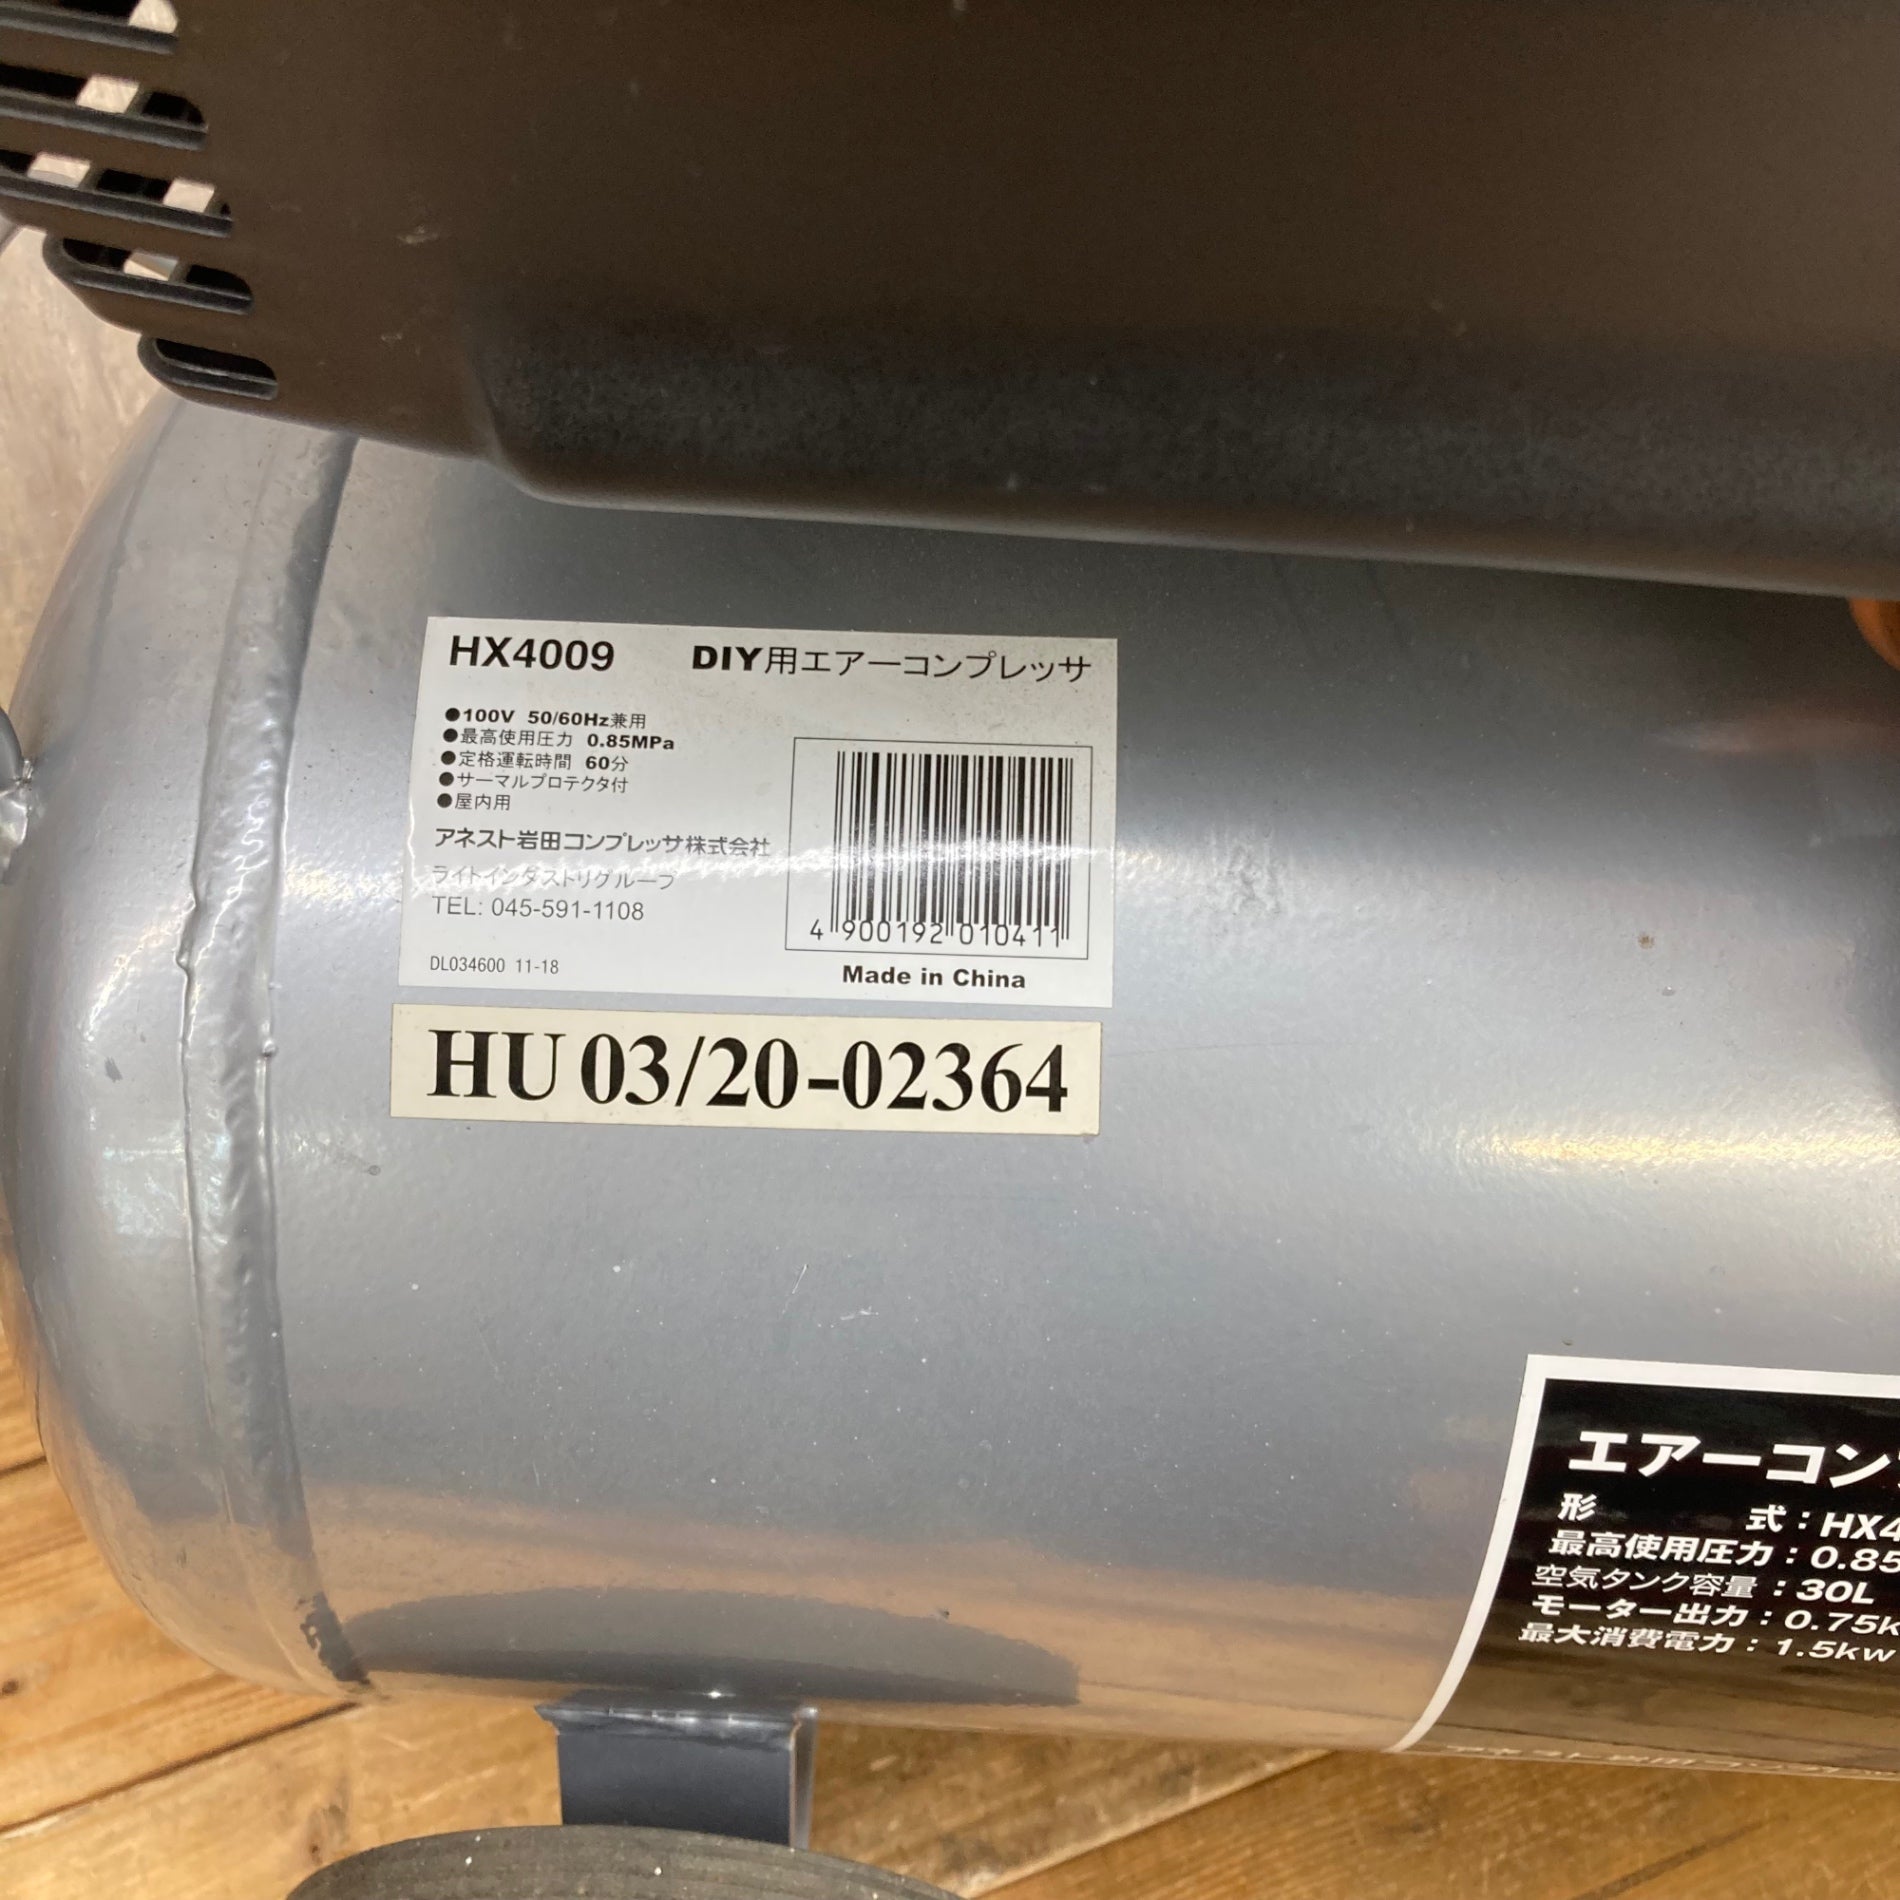 HX4009 DIY用エアーコンプレッサ
●100V 50/60Hz兼用
●最高使用圧力 0.85MPa
●定格運転時間 60分
●サーマルプロテクタ付
●屋内用
アネスト岩田コンプレッサ株式会社
ライトインダストリグループ
TEL: 045-591-1108
DL034600 11-18
4 900192 010411
Made in China
HU 03/20-02364
エアーコン
形 式：HX4
最高使用圧力：0.85
空気タンク容量：30L
モーター出力：0.75k
最大消費電力：1.5kw